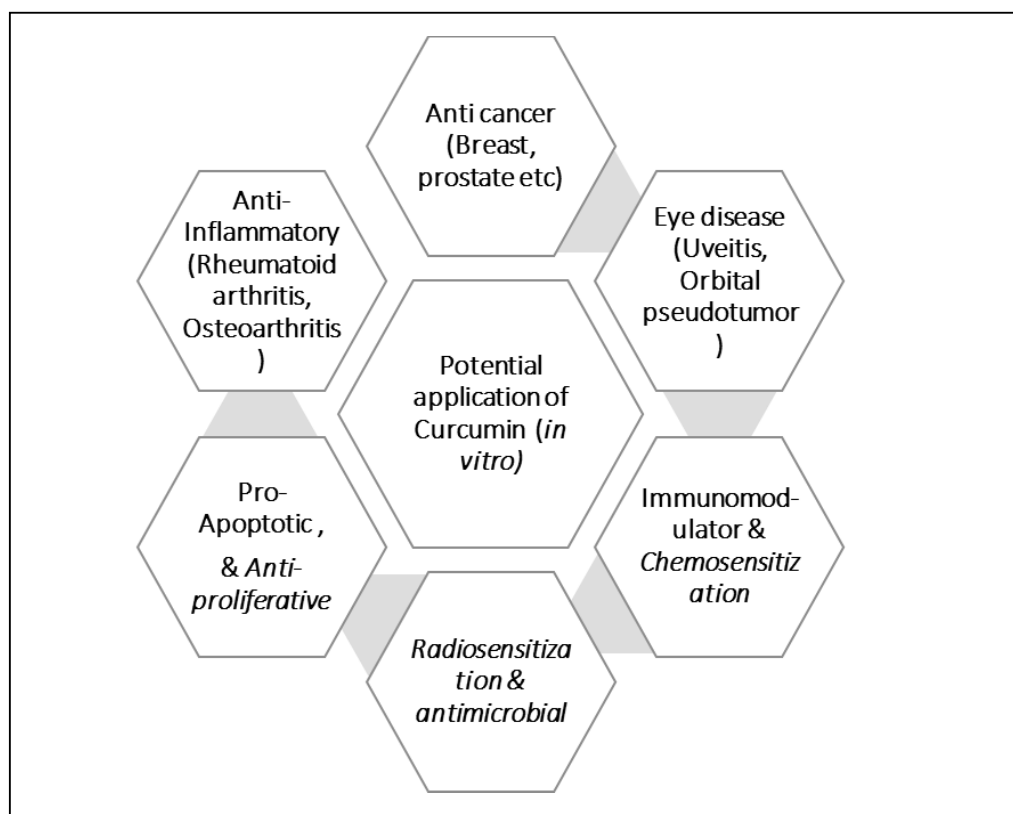 Anti cancer
(Breast,
prostate etc)
Eye disease
(Uveitis,
Orbital
pseudotumor
)
Immunomod-
ulator &
Chemosensitiz
ation
Radiosensitiza
tion &
antimicrobial
Pro-
Apoptotic ,
& Anti-
proliferative
Anti-
Inflammatory
(Rheumatoid
arthritis,
Osteoarthritis
)
Potential
application of
Curcumin (in
vitro)